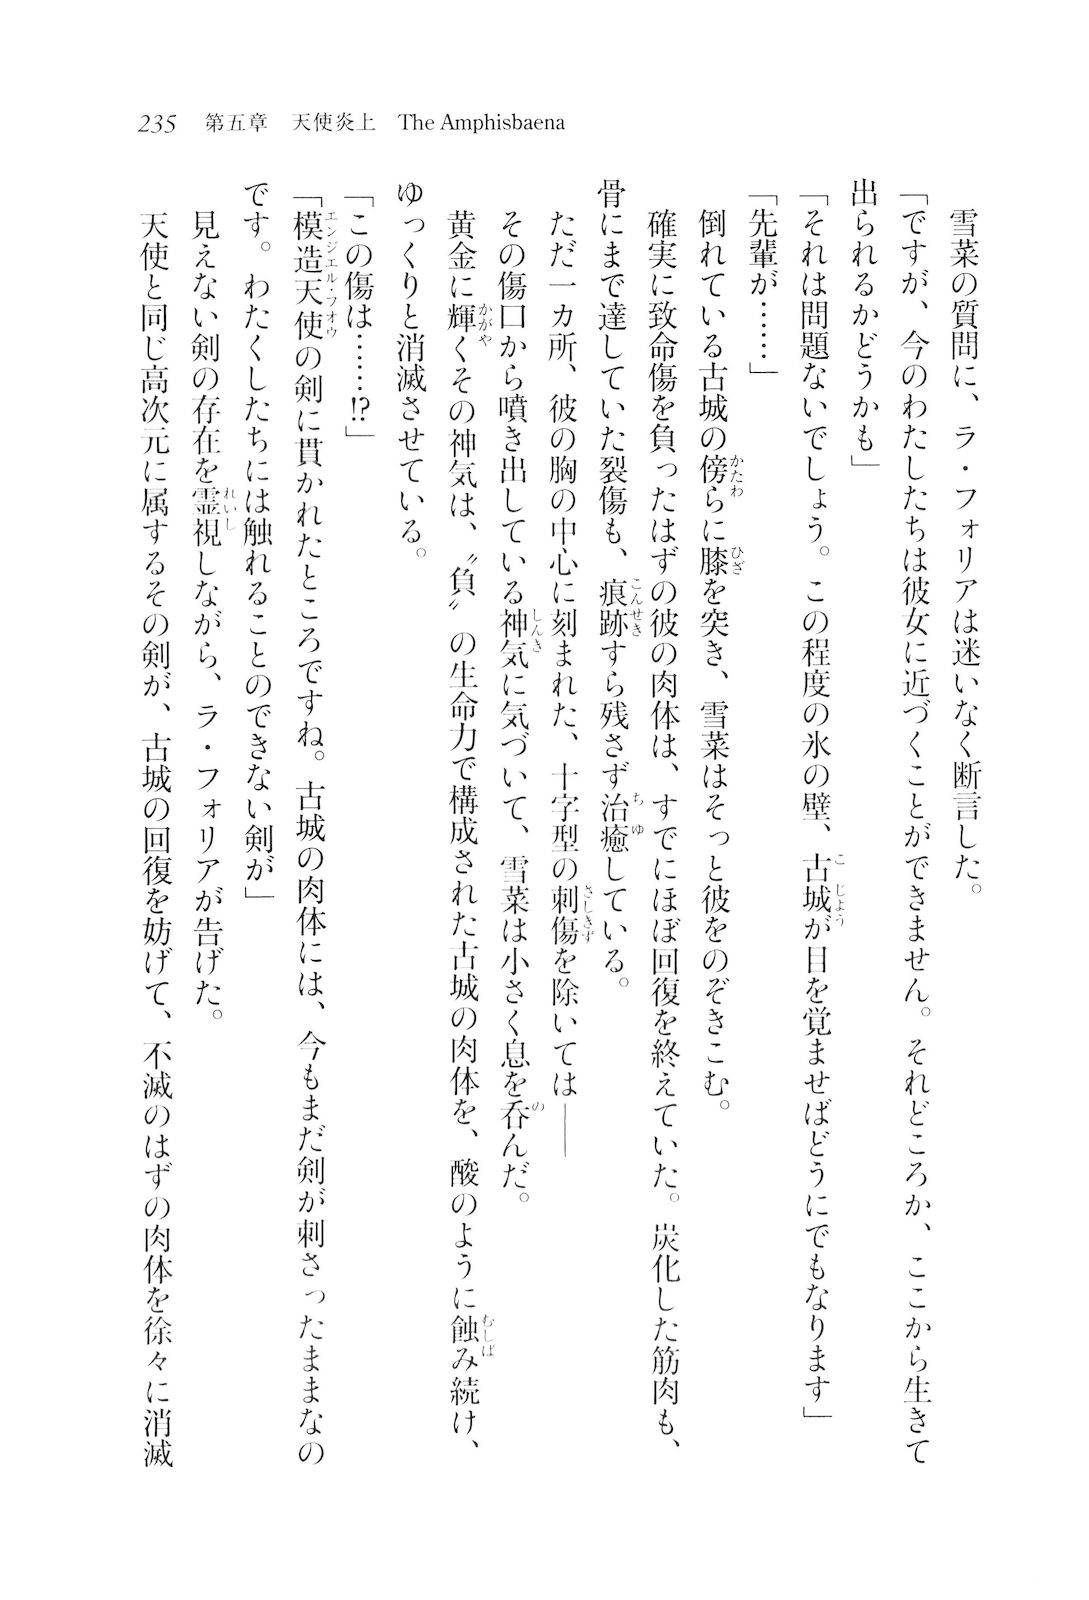 235　第五章　天使炎上　The Amphisbaena
雪菜の質問に、ラ・フォリアは迷いなく断言した。
「ですが、今のわたしたちは彼女に近づくことができません。それどころか、ここから生きて
出られるかどうかも」
「それは問題ないでしょう。この程度の氷の壁、古城が目を覚ませばどうにでもなります」
「先輩が……」
倒れている古城の傍らに膝を突き、雪菜はそっと彼をのぞきこむ。
確実に致命傷を負ったはずの彼の肉体は、すでにほぼ回復を終えていた。炭化した筋肉も、
骨にまで達していた裂傷も、痕跡すら残さず治癒している。
ただ一カ所、彼の胸の中心に刻まれた、十字型の刺傷を除いては――
その傷口から噴き出している神気に気づいて、雪菜は小さく息を呑んだ。
黄金に輝くその神気は、〝負〟の生命力で構成された古城の肉体を、酸のように蝕み続け、
ゆっくりと消滅させている。
「この傷は……!?」
「模造天使の剣に貫かれたところですね。古城の肉体には、今もまだ剣が刺さったままなの
です。わたくしたちには触れることのできない剣が」
見えない剣の存在を霊視しながら、ラ・フォリアが告げた。
天使と同じ高次元に属するその剣が、古城の回復を妨げて、不滅のはずの肉体を徐々に消滅